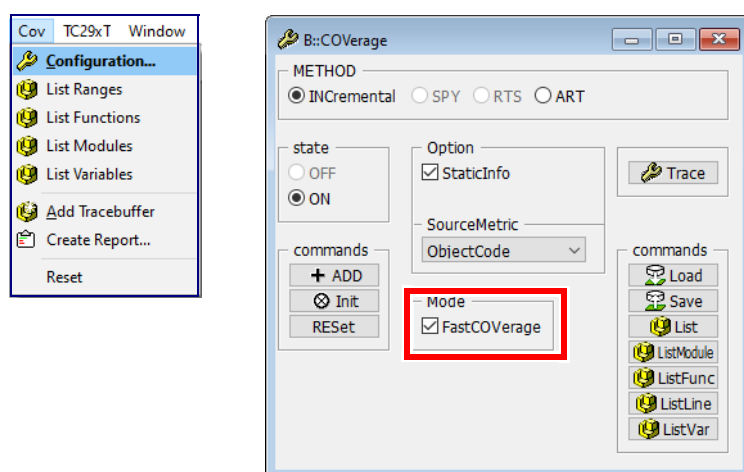 Cov TC29xT Window
Configuration...
List Ranges
List Functions
List Modules
List Variables
Add Tracebuffer
Create Report...
Reset
B::COVerage
METHOD
INCremental SPY RTS ART
state
OFF
ON
Option
StaticInfo
SourceMetric
ObjectCode
Trace
commands
ADD
Init
RESet
Mode
FastCOVerage
commands
Load
Save
List
ListModule
ListFunc
ListLine
ListVar